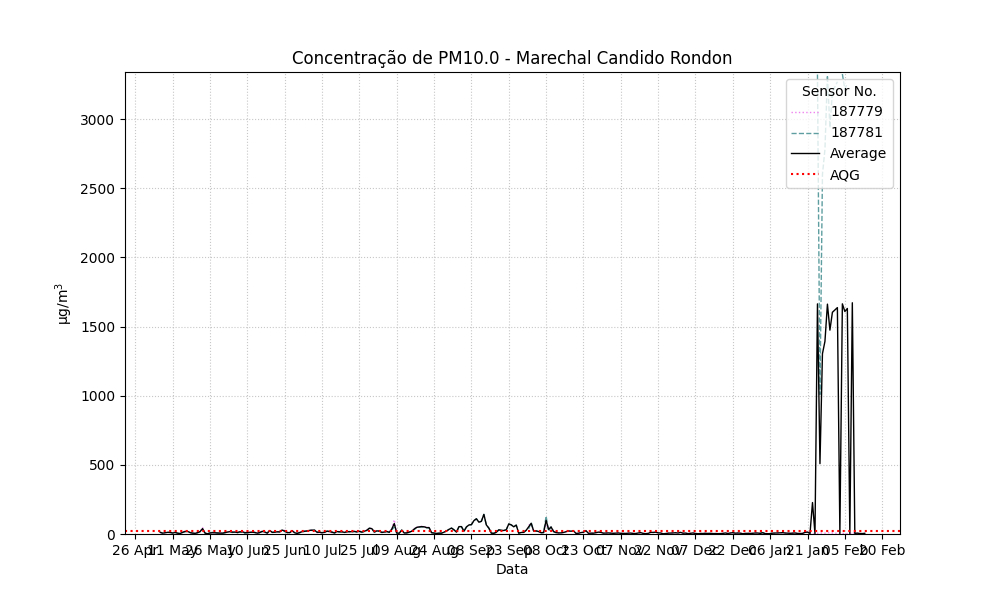 Concentração de PM10.0 - Marechal Candido Rondon
Sensor No.
187779
187781
Average
AQG
3000
2500
2000
1500
1000
500
0
µg/m³
26 Apr 11 May 26 May 10 Jun 25 Jun 10 Jul 25 Jul 09 Aug 24 Aug 08 Sep 23 Sep 08 Oct 23 Oct 07 Nov 22 Nov 07 Dec 22 Dec 06 Jan 21 Jan 05 Feb 20 Feb
Data